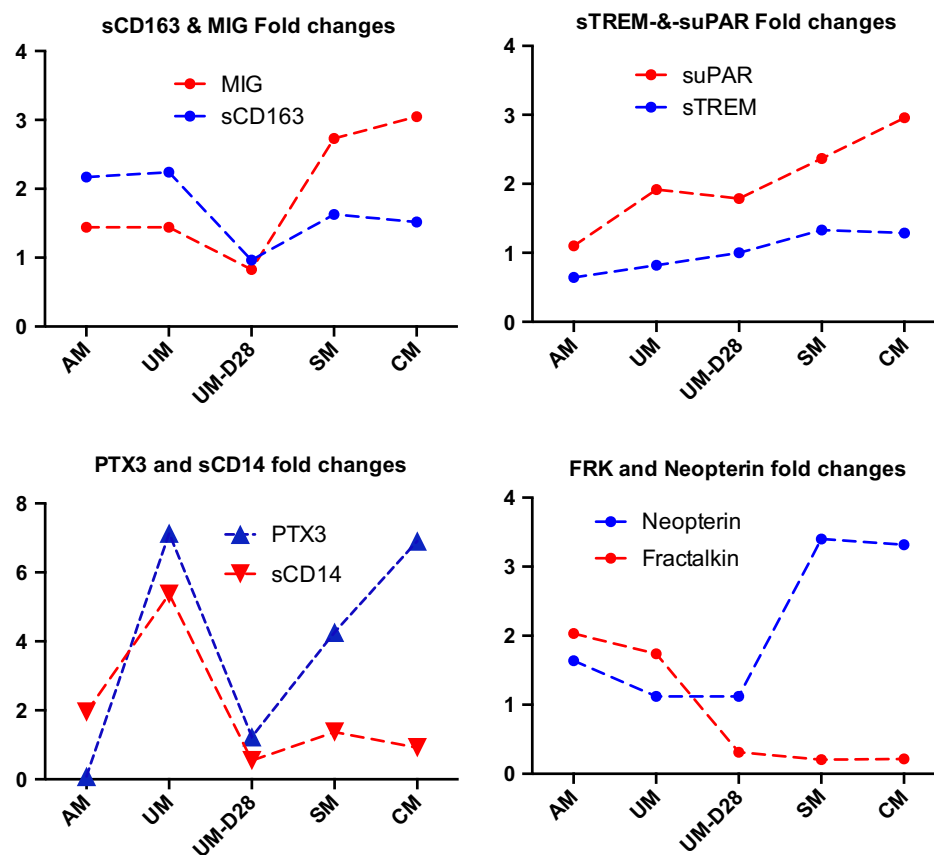 sCD163 & MIG Fold changes
4
3
2
1
0
MIG
sCD163
AM
UM
UM-D28
SM
CM
sTREM-&-suPAR Fold changes
4
3
2
1
0
suPAR
sTREM
AM
UM
UM-D28
SM
CM
PTX3 and sCD14 fold changes
8
6
4
2
0
PTX3
sCD14
AM
UM
UM-D28
SM
CM
FRK and Neopterin fold changes
4
3
2
1
0
Neopterin
Fractalkin
AM
UM
UM-D28
SM
CM